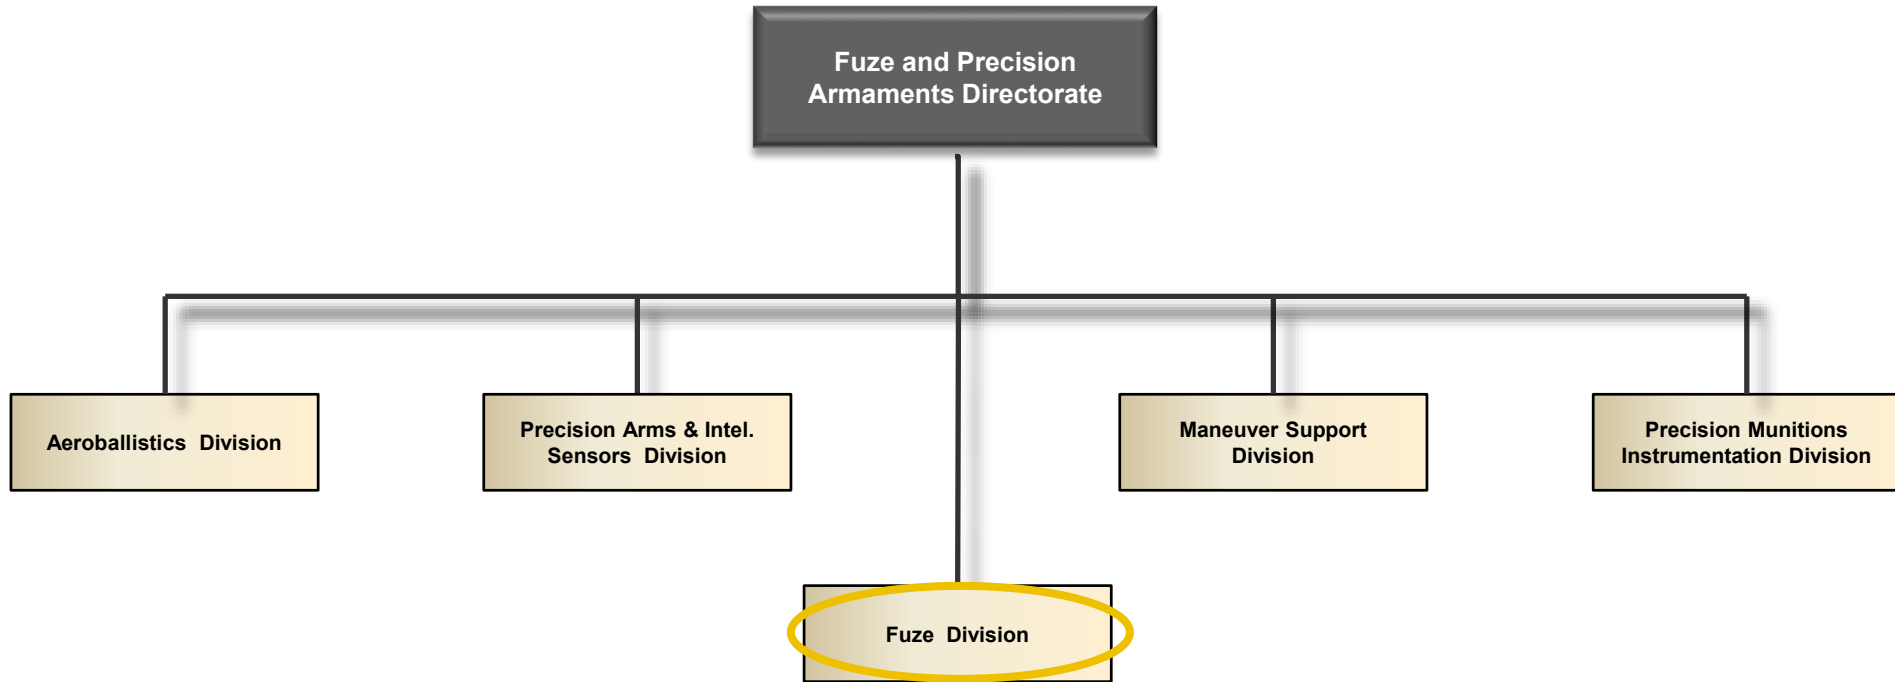 Fuze and Precision
Armaments Directorate
Aeroballistics Division
Precision Arms & Intel.
Sensors Division
Maneuver Support
Division
Precision Munitions
Instrumentation Division
Fuze Division